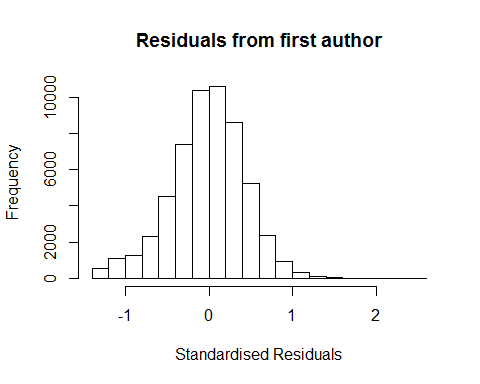 Residuals from first author
Frequency
10000
6000
2000
0
-1 0 1 2
Standardised Residuals